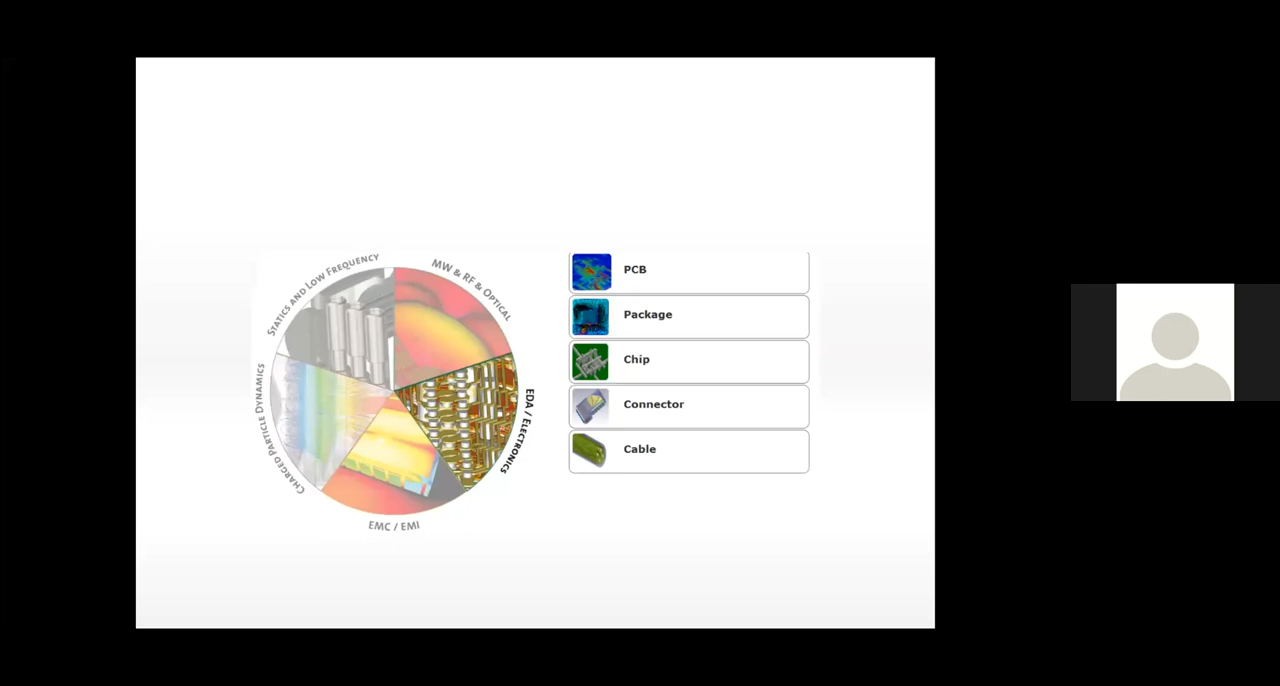 STATICS AND LOW FREQUENCY
MW & RF & OPTICAL
EDA / ELECTRONICS
EMC / EMI
CHARGED PARTICLE DYNAMICS
PCB
Package
Chip
Connector
Cable